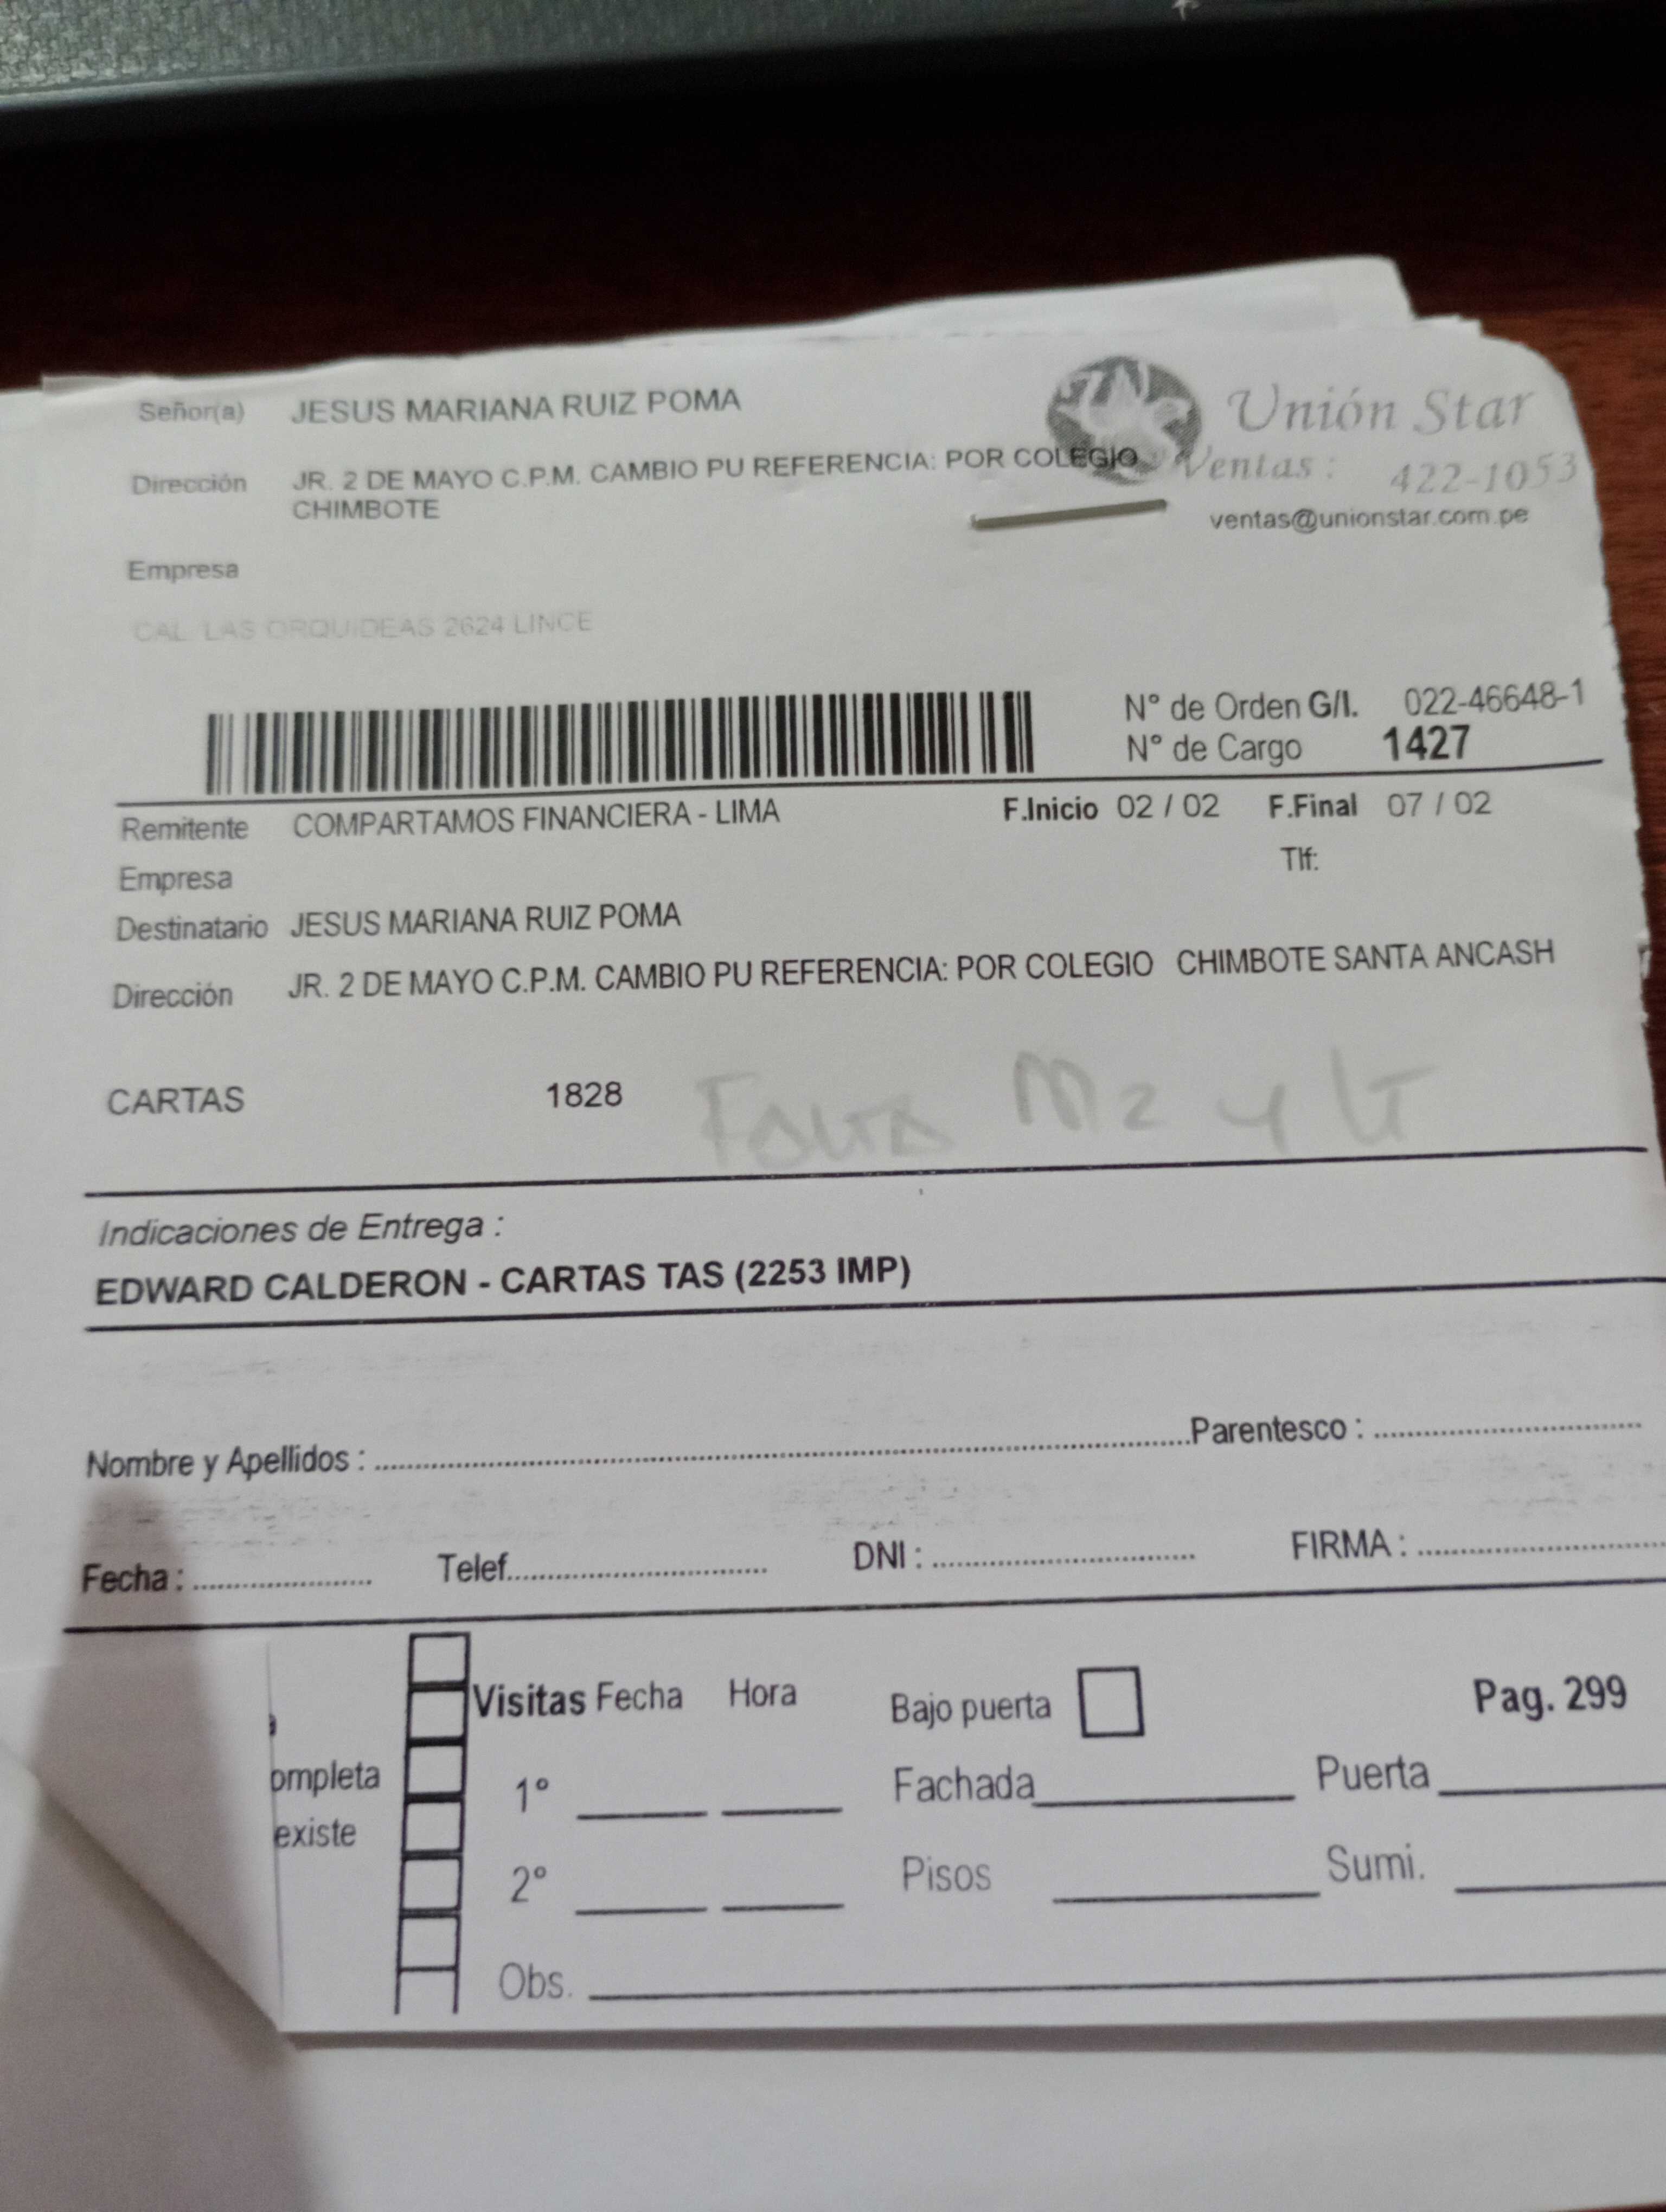 Señor(a) JESUS MARIANA RUIZ POMA
Unión Star
Dirección JR. 2 DE MAYO C.P.M. CAMBIO PU REFERENCIA: POR COLEGIO
CHIMBOTE
Ventas: 422-1053
ventas@unionstar.com.pe
Empresa
CAL. LAS ORQUIDEAS 2624 LINCE
N° de Orden G/I. 022-46648-1
N° de Cargo 1427
Remitente COMPARTAMOS FINANCIERA - LIMA F.Inicio 02 / 02 F.Final 07 / 02
Empresa Tlf:
Destinatario JESUS MARIANA RUIZ POMA
Dirección JR. 2 DE MAYO C.P.M. CAMBIO PU REFERENCIA: POR COLEGIO CHIMBOTE SANTA ANCASH
CARTAS 1828 Falta Mz y Lt
Indicaciones de Entrega :
EDWARD CALDERON - CARTAS TAS (2253 IMP)
Nombre y Apellidos : Parentesco :
Fecha : Telef. DNI : FIRMA :
Visitas Fecha Hora Bajo puerta Pag. 299
ompleta 1° Fachada Puerta
existe
2° Pisos Sumi.
Obs.